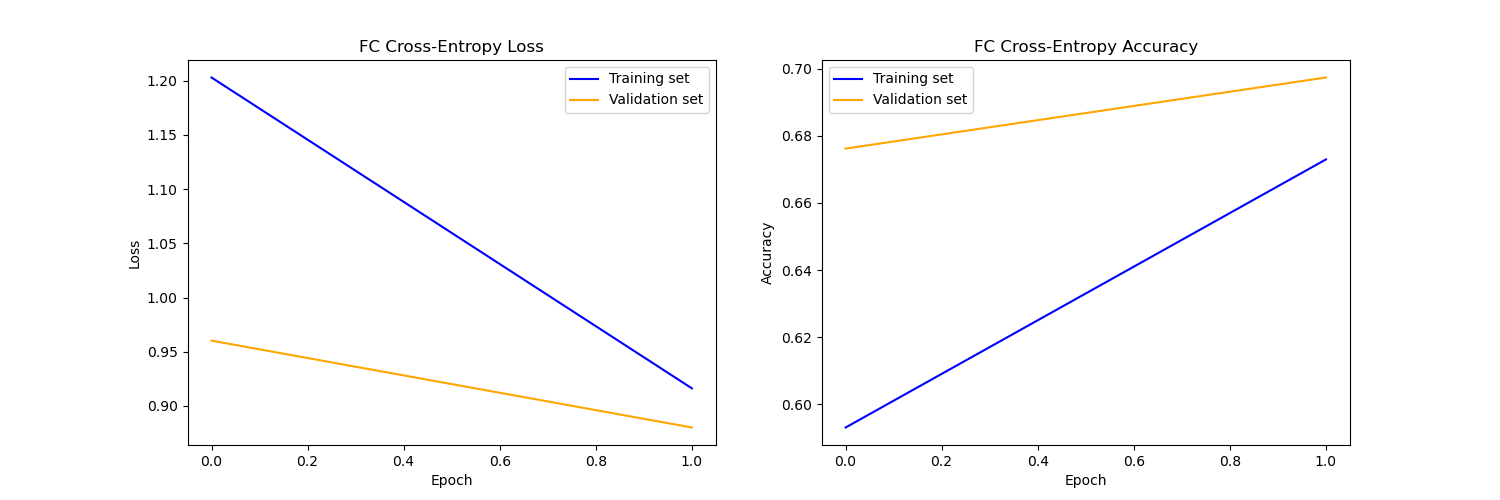 FC Cross-Entropy Loss
Training set
Validation set
1.20
1.15
1.10
1.05
1.00
0.95
0.90
Loss
0.0 0.2 0.4 0.6 0.8 1.0
Epoch
FC Cross-Entropy Accuracy
Training set
Validation set
0.70
0.68
0.66
0.64
0.62
0.60
Accuracy
0.0 0.2 0.4 0.6 0.8 1.0
Epoch